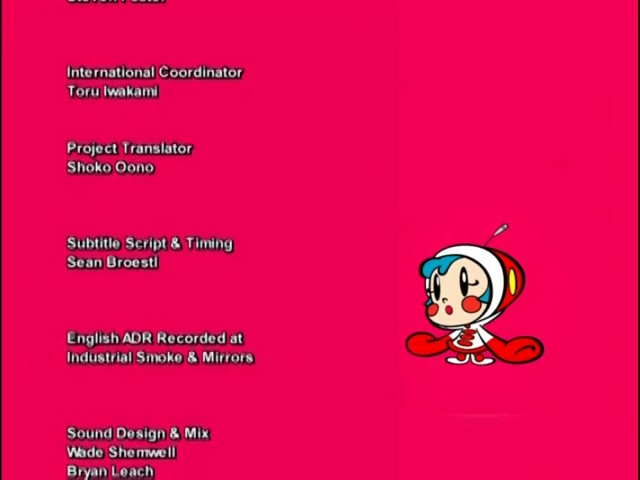 International Coordinator
Toru Iwakami
Project Translator
Shoko Oono
Subtitle Script & Timing
Sean Broestl
English ADR Recorded at
Industrial Smoke & Mirrors
Sound Design & Mix
Wade Shemwell
Bryan Leach